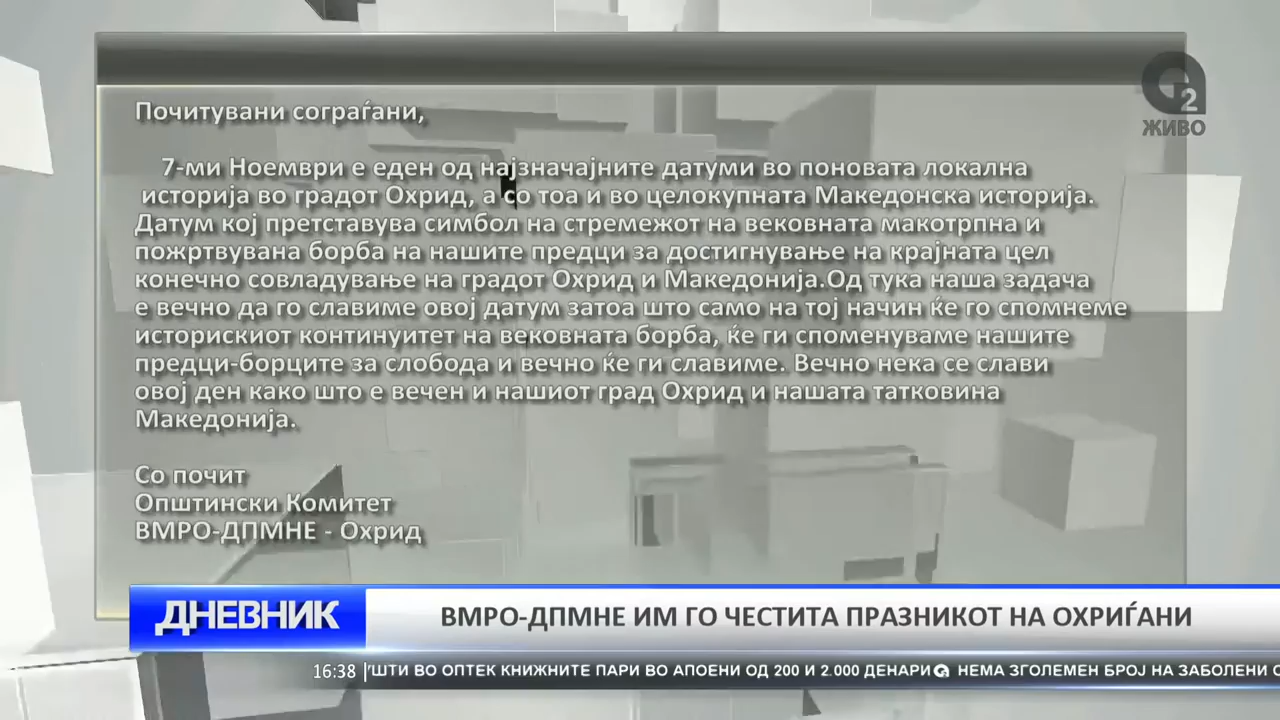 2
ЖИВО
Почитувани сограѓани,
7-ми Ноември е еден од најзначајните датуми во поновата локална
историја во градот Охрид, а со тоа и во целокупната Македонска историја.
Датум кој претставува симбол на стремежот на вековната макотрпна и
пожртвувана борба на нашите предци за достигнување на крајната цел
конечно совладување на градот Охрид и Македонија.Од тука наша задача
е вечно да го славиме овој датум затоа што само на тој начин ќе го спомнеме
историскиот континуитет на вековната борба, ќе ги споменуваме нашите
предци-борците за слобода и вечно ќе ги славиме. Вечно нека се слави
овој ден како што е вечен и нашиот град Охрид и нашата татковина
Македонија.
Со почит
Општински Комитет
ВМРО-ДПМНЕ - Охрид
ДНЕВНИК
ВМРО-ДПМНЕ ИМ ГО ЧЕСТИТА ПРАЗНИКОТ НА ОХРИЃАНИ
16:38 ШТИ ВО ОПТЕК КНИЖНИТЕ ПАРИ ВО АПОЕНИ ОД 200 И 2.000 ДЕНАРИ НЕМА ЗГОЛЕМЕН БРОЈ НА ЗАБОЛЕНИ